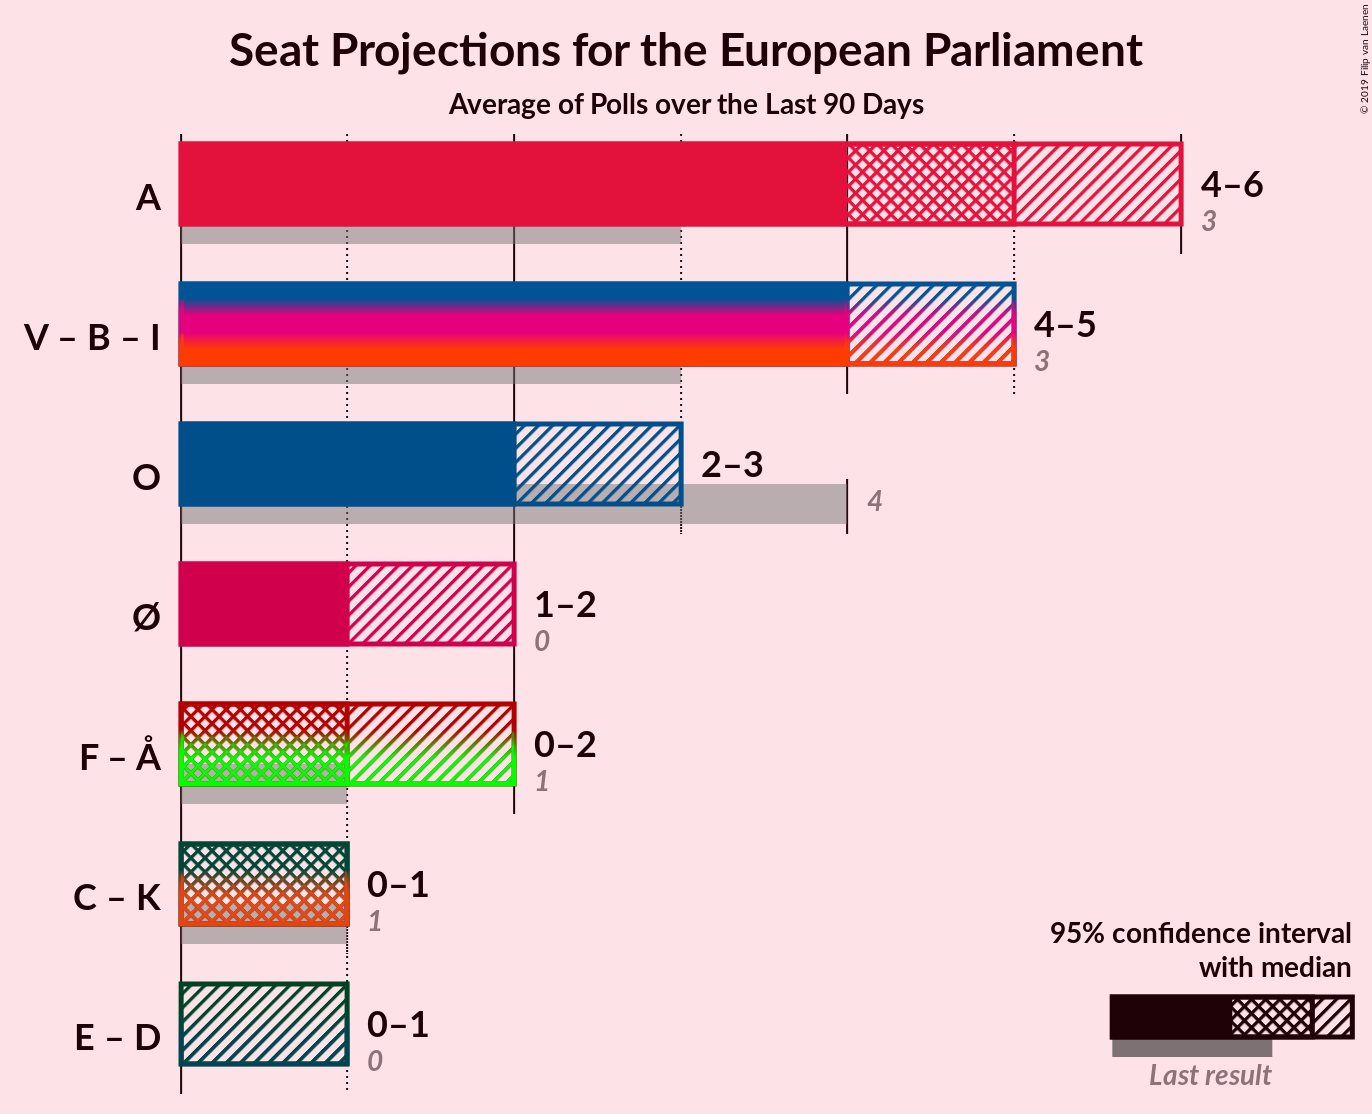 Seat Projections for the European Parliament
Average of Polls over the Last 90 Days
© 2019 Filip van Laenen
A
4–6
3
V – B – I
4–5
3
O
2–3
4
Ø
1–2
0
F – Å
0–2
1
C – K
0–1
1
E – D
0–1
0
95% confidence interval
with median
Last result